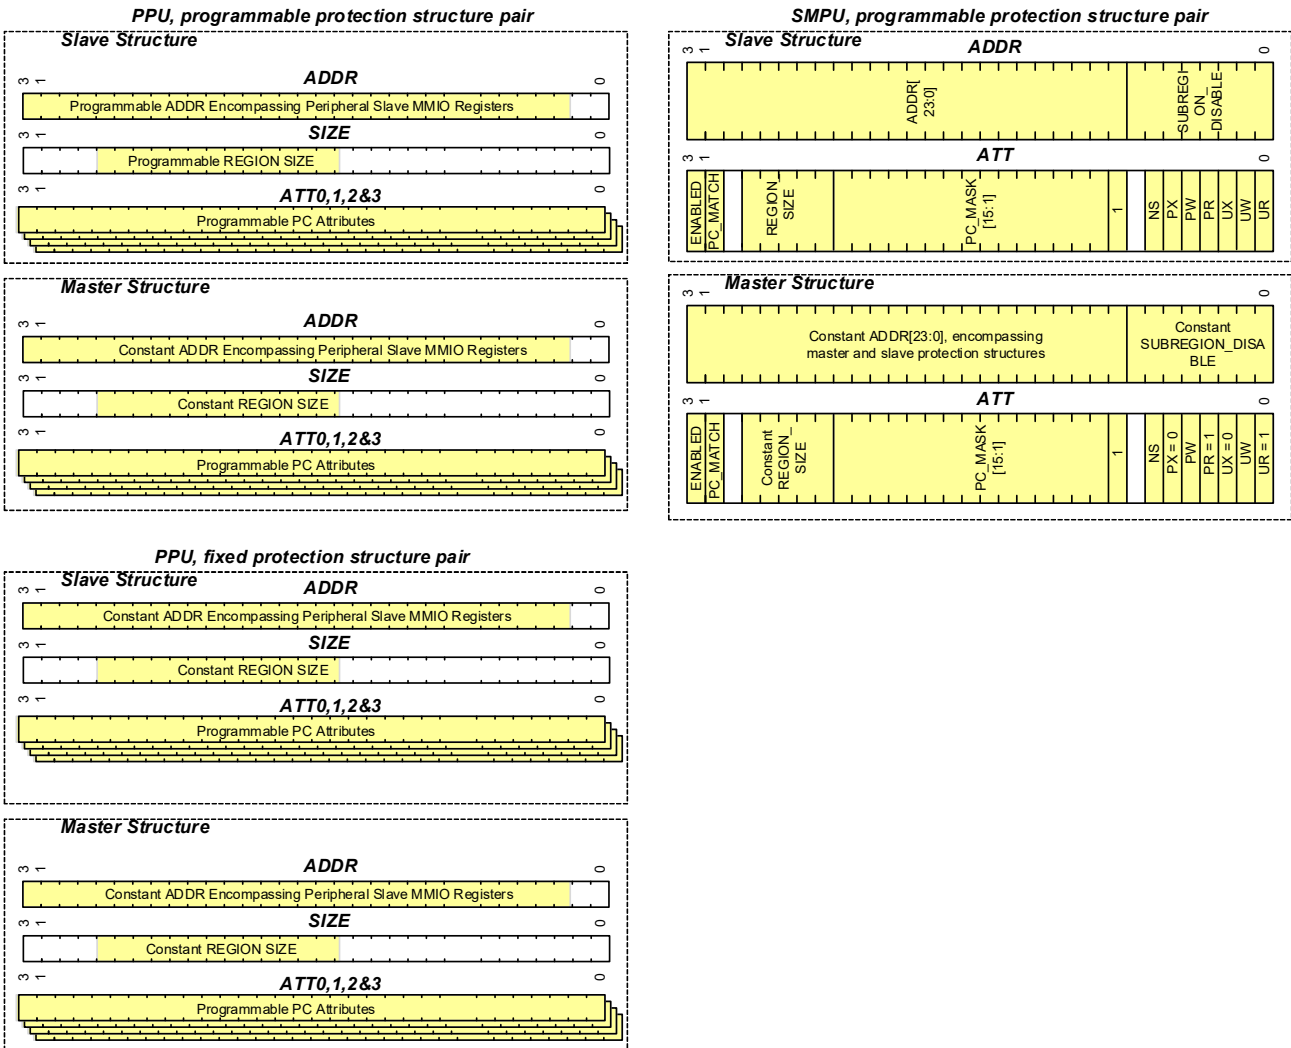 PPU, programmable protection structure pair
Slave Structure
ADDR
31
0
Programmable ADDR Encompassing Peripheral Slave MMIO Registers
SIZE
31
0
Programmable REGION SIZE
ATT0,1,2&3
31
0
Programmable PC Attributes
Master Structure
ADDR
31
0
Constant ADDR Encompassing Peripheral Slave MMIO Registers
SIZE
31
0
Constant REGION SIZE
ATT0,1,2&3
31
0
Programmable PC Attributes
PPU, fixed protection structure pair
Slave Structure
ADDR
31
0
Constant ADDR Encompassing Peripheral Slave MMIO Registers
SIZE
31
0
Constant REGION SIZE
ATT0,1,2&3
31
0
Programmable PC Attributes
Master Structure
ADDR
31
0
Constant ADDR Encompassing Peripheral Slave MMIO Registers
SIZE
31
0
Constant REGION SIZE
ATT0,1,2&3
31
0
Programmable PC Attributes
SMPU, programmable protection structure pair
Slave Structure
ADDR
31
0
ADDR[
23:0]
SUBREGI
ON_
DISABLE
ATT
31
0
ENABLED
PC_MATCH
REGION_
SIZE
PC_MASK
[15:1]
1
NS
PX
PW
PR
UX
UW
UR
Master Structure
ADDR
31
0
Constant ADDR[23:0], encompassing
master and slave protection structures
Constant
SUBREGION_DISA
BLE
ATT
31
0
ENABLED
PC_MATCH
Constant
REGION_
SIZE
PC_MASK
[15:1]
1
NS
PX = 0
PW
PR = 1
UX = 0
UW
UR = 1